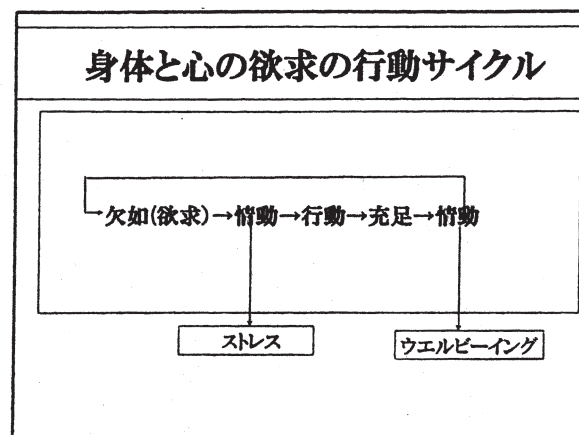 身体と心の欲求の行動サイクル
欠如(欲求)→情動→行動→充足→情動
ストレス
ウエルビーイング